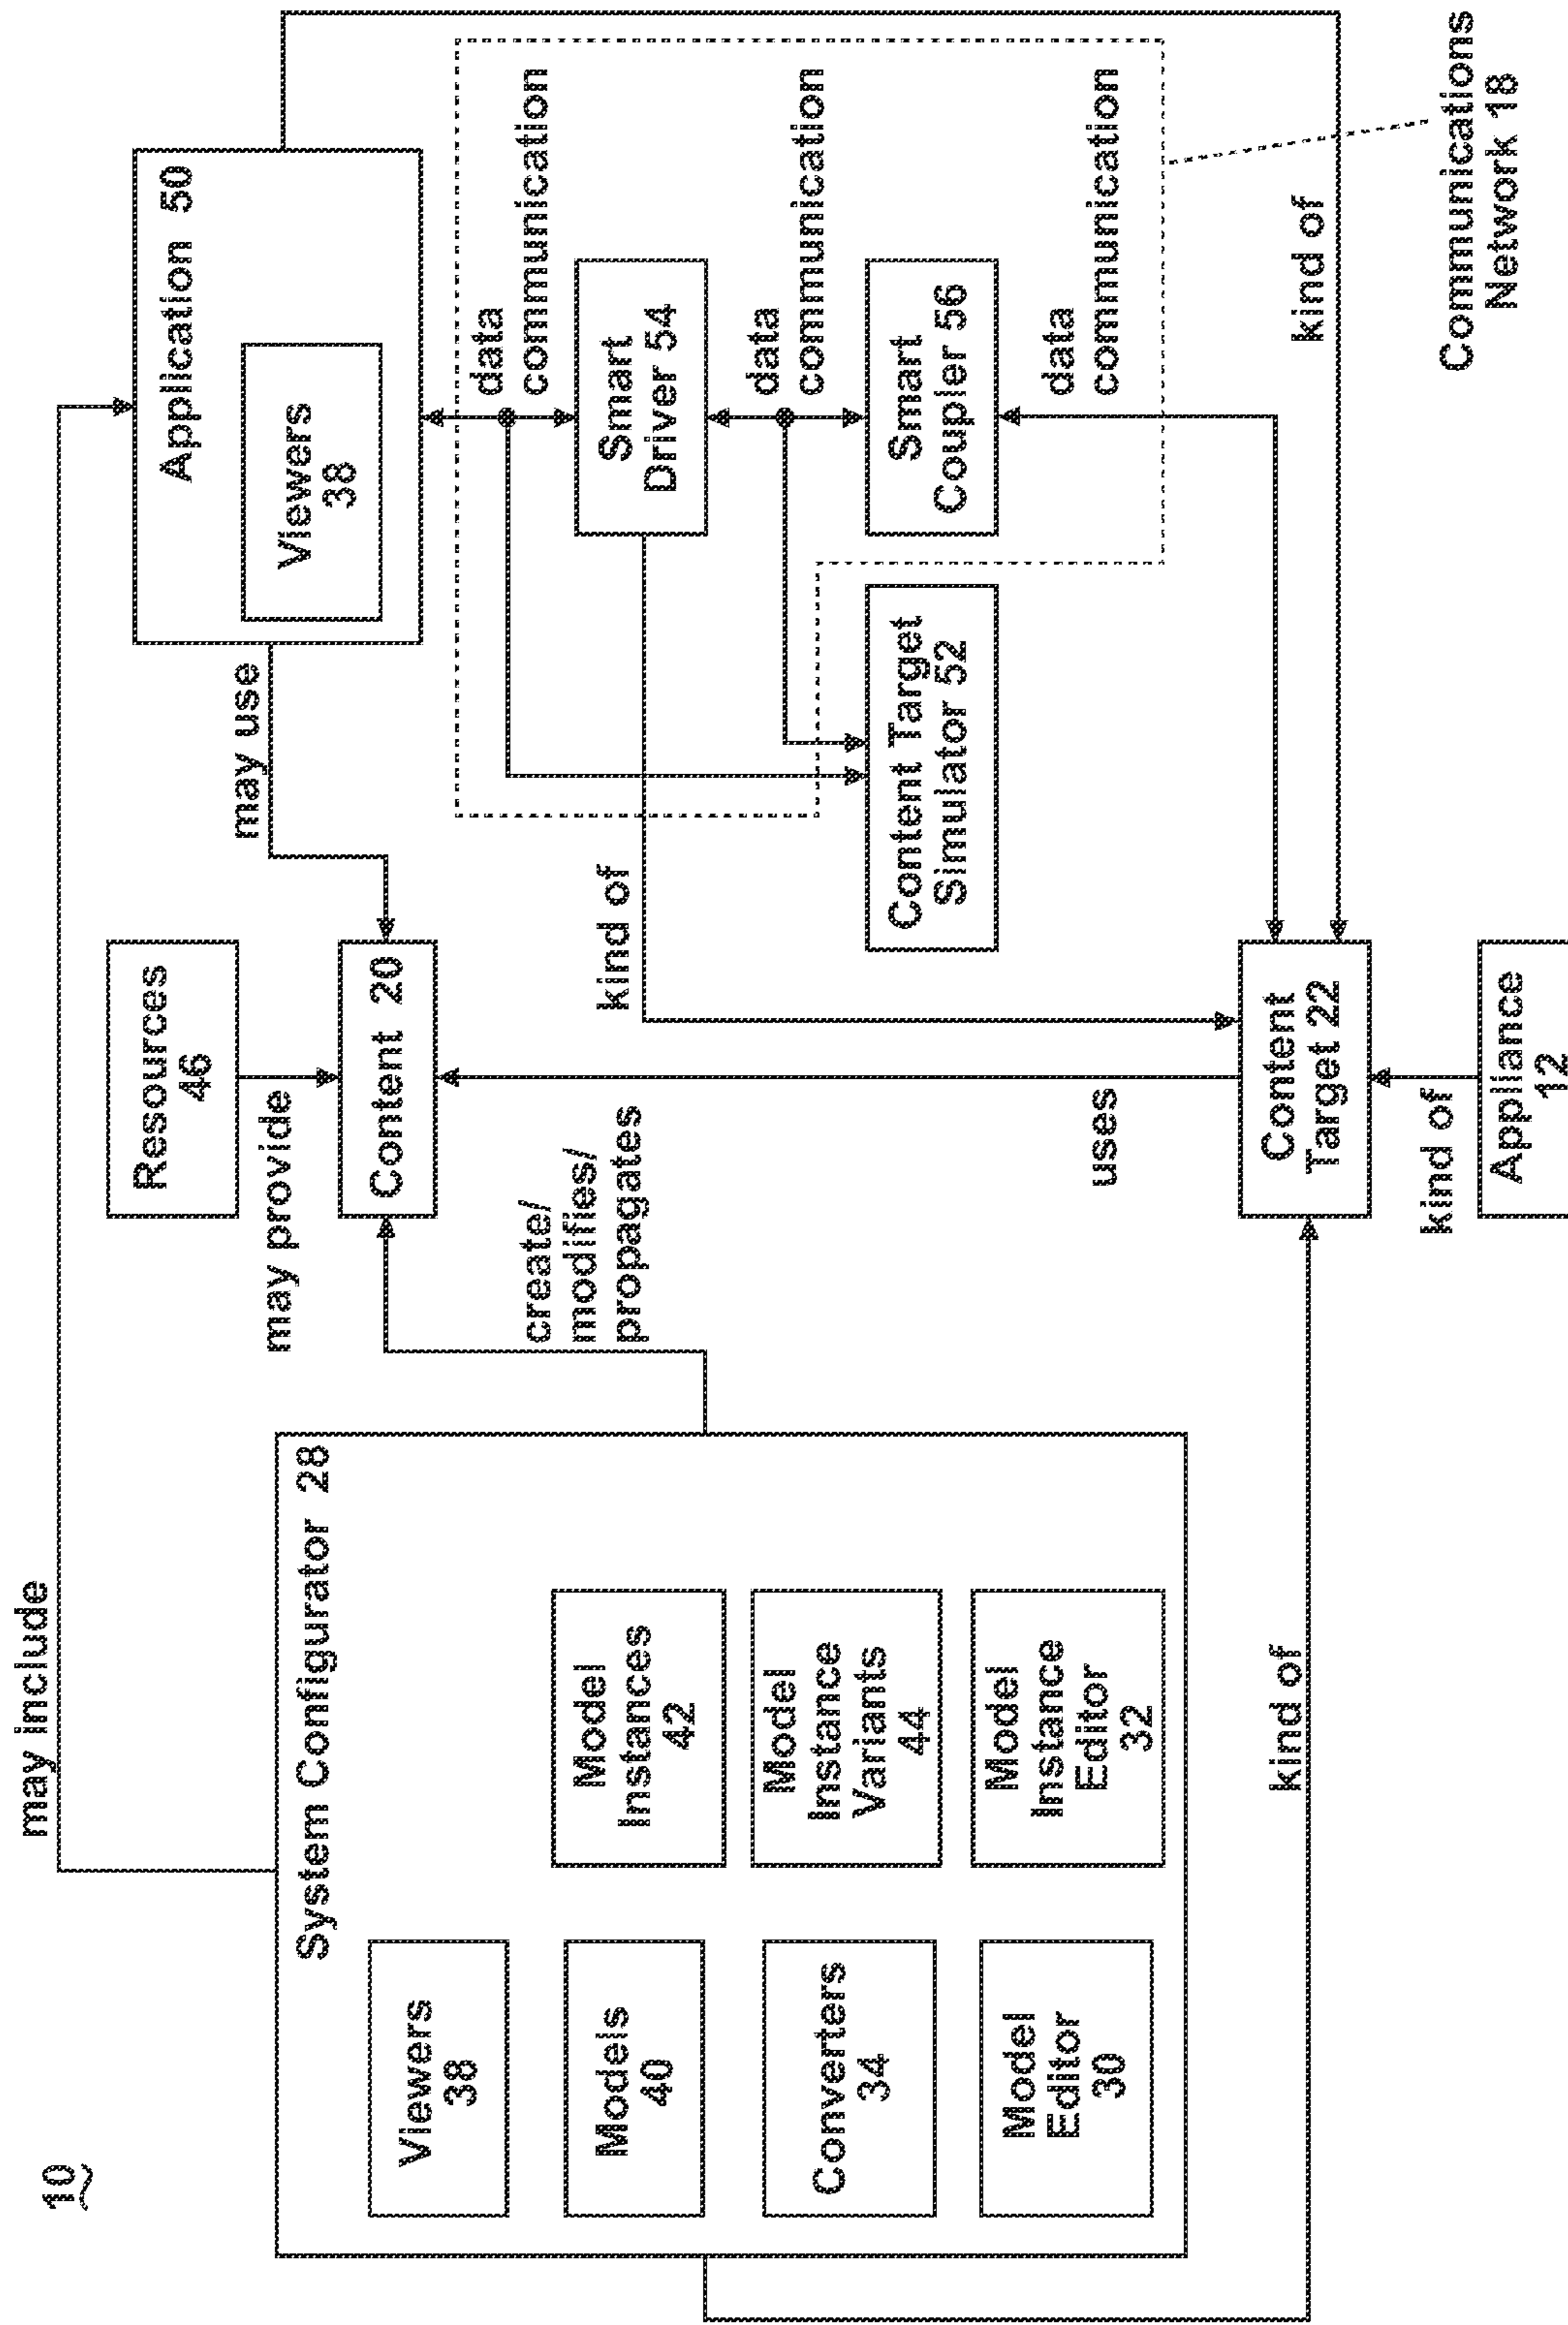 10
may include
System Configurator 28
Viewers
38
Models
40
Converters
34
Model
Editor
30
Model
Instances
42
Model
Instance
Variants
44
Model
Instance
Editor
32
kind of
create/
modifies/
propagates
Resources
46
may provide
Content 20
uses
Content
Target 22
kind of
Appliance
12
may use
kind of
Application 50
Viewers
38
data
communication
Smart
Driver 54
data
communication
Smart
Coupler 56
data
communication
Content Target
Simulator 52
kind of
Communications
Network 18